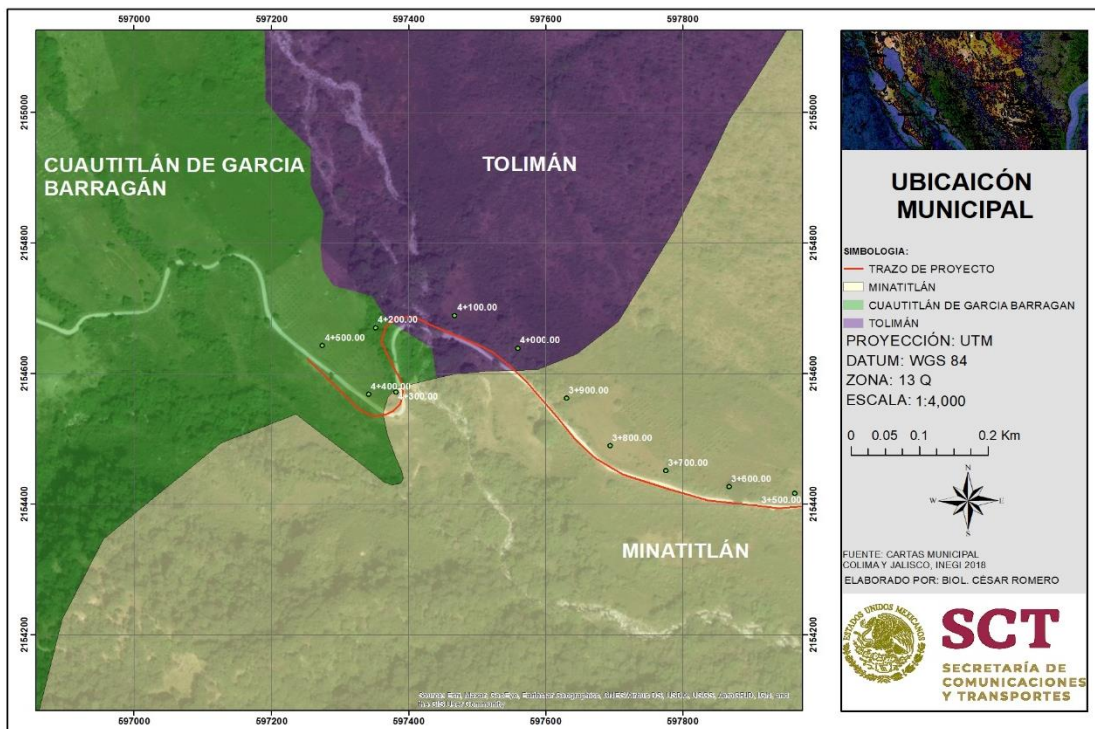 597000 597200 597400 597600 597800
2155000
2154800
2154600
2154400
2154200
CUAUTITLÁN DE GARCIA
BARRAGÁN
TOLIMÁN
MINATITLÁN
4+100.00
4+200.00
4+000.00
4+500.00
4+400.00
4+300.00
3+900.00
3+800.00
3+700.00
3+600.00
3+500.00
2155000
2154800
2154600
2154400
2154200
597000 597200 597400 597600 597800
UBICAICÓN
MUNICIPAL
SIMBOLOGIA:
TRAZO DE PROYECTO
MINATITLÁN
CUAUTITLÁN DE GARCIA BARRAGAN
TOLIMÁN
PROYECCIÓN: UTM
DATUM: WGS 84
ZONA: 13 Q
ESCALA: 1:4,000
0 0.05 0.1 0.2 Km
N
W E
S
FUENTE: CARTAS MUNICIPAL
COLIMA Y JALISCO, INEGI 2018
ELABORADO POR: BIOL. CÉSAR ROMERO
ESTADOS UNIDOS MEXICANOS
SCT
SECRETARÍA DE
COMUNICACIONES
Y TRANSPORTES